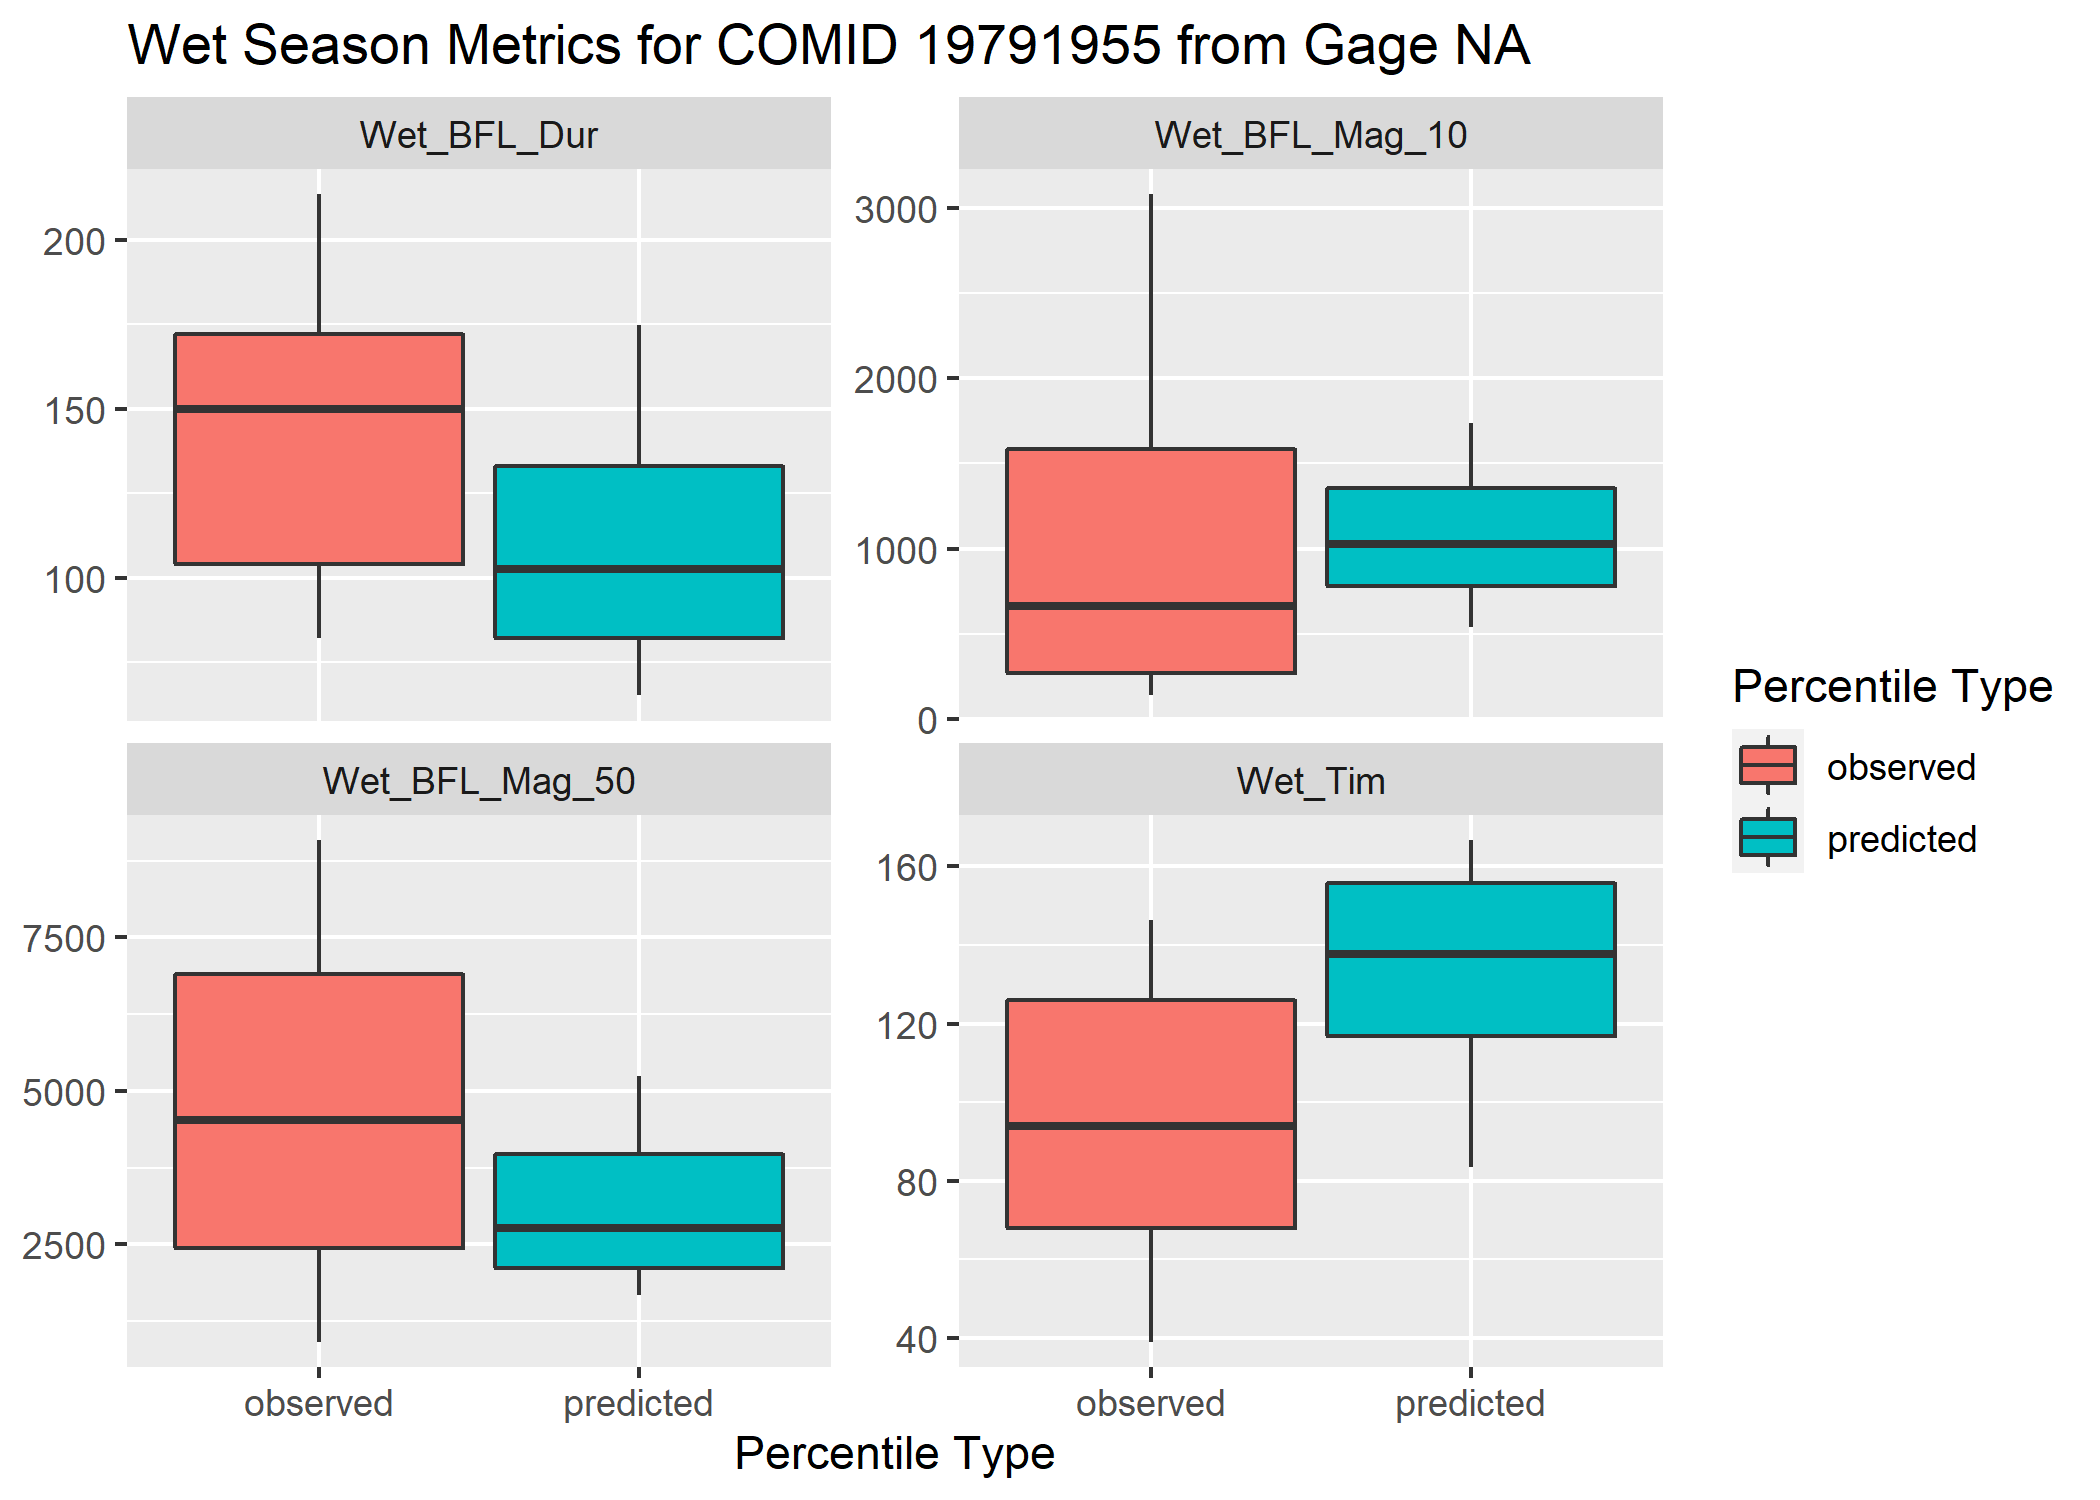 Wet Season Metrics for COMID 19791955 from Gage NA
Wet_BFL_Dur
Wet_BFL_Mag_10
200
150
100
3000
2000
1000
0
Wet_BFL_Mag_50
Wet_Tim
7500
5000
2500
160
120
80
40
observed
predicted
observed
predicted
Percentile Type
Percentile Type
observed
predicted